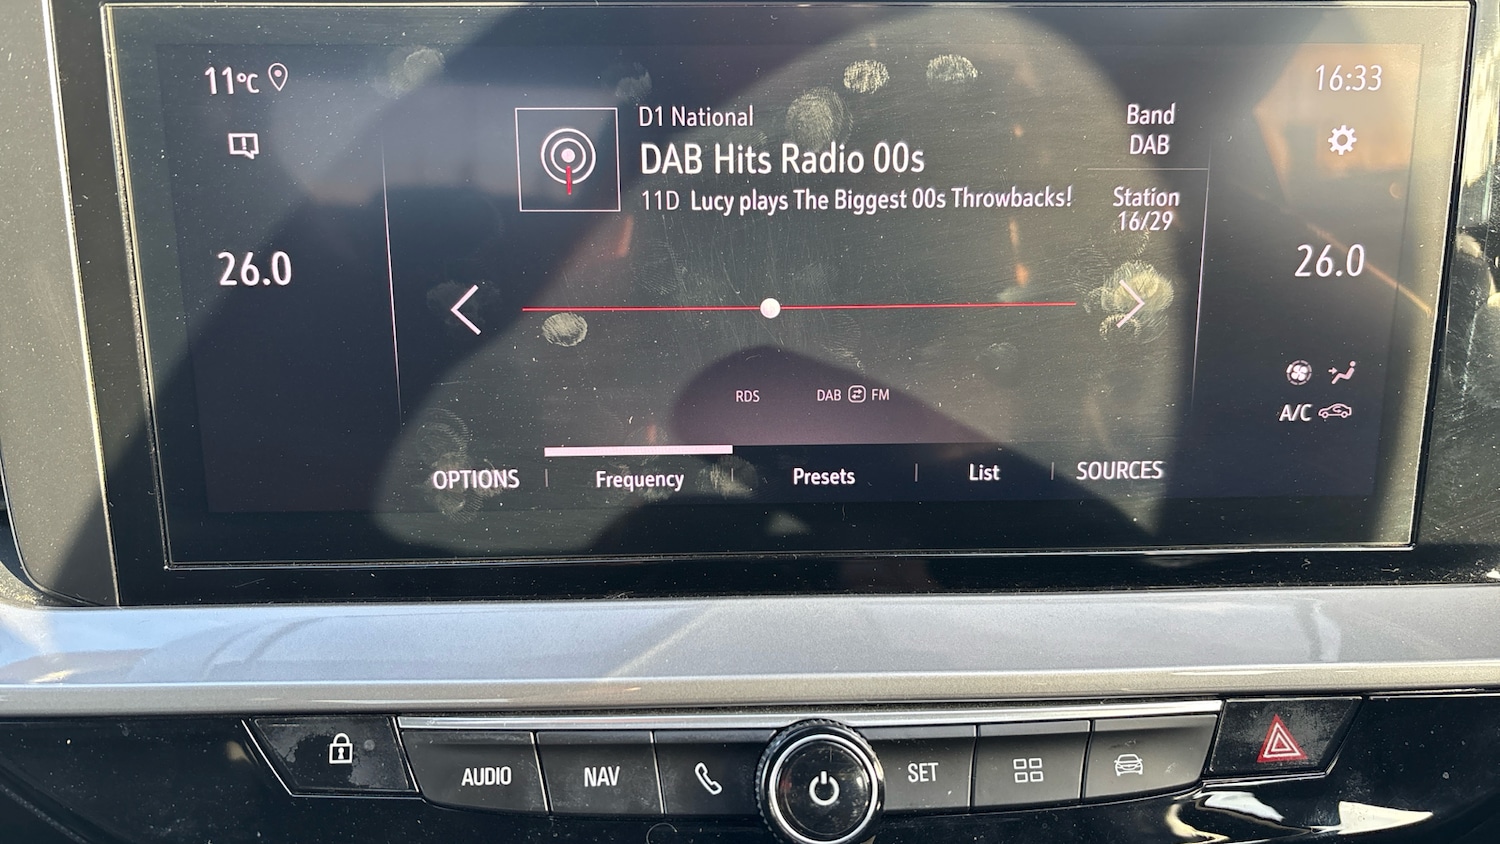 11°C
16:33
D1 National
DAB Hits Radio 00s
11D Lucy plays The Biggest 00s Throwbacks!
Band
DAB
Station
16/29
26.0
26.0
RDS
DAB FM
A/C
OPTIONS
Frequency
Presets
List
SOURCES
AUDIO
NAV
SET